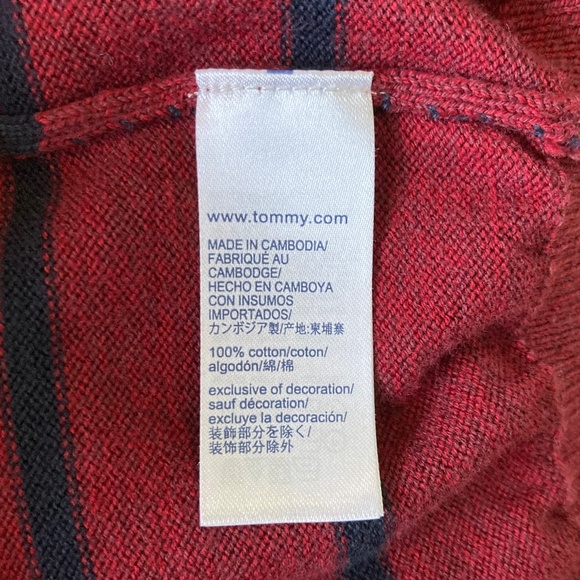 www.tommy.com
MADE IN CAMBODIA/
FABRIQUÉ AU
CAMBODGE/
HECHO EN CAMBOYA
CON INSUMOS
IMPORTADOS/
カンボジア製/产地:柬埔寨
100% cotton/coton/
algodón/綿/棉
exclusive of decoration/
sauf décoration/
excluye la decoración/
装飾部分を除く/
装饰部分除外